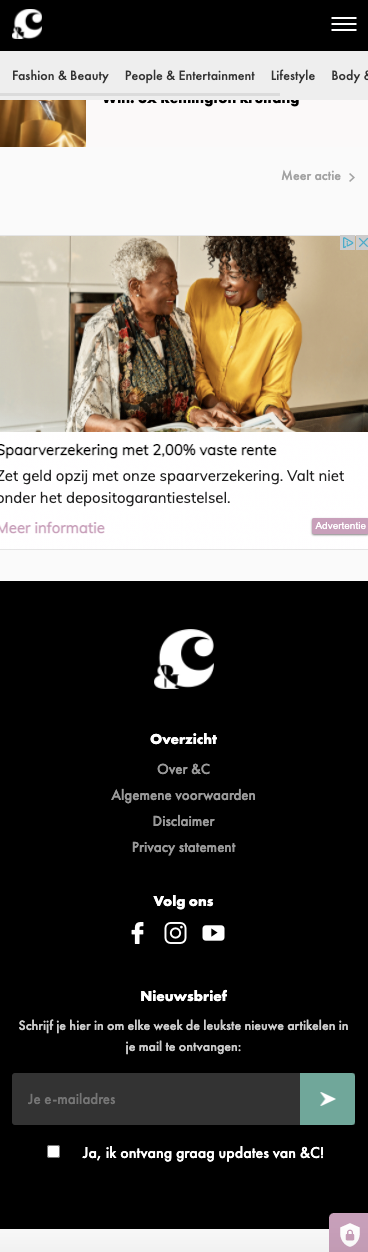 &C
Fashion & Beauty People & Entertainment Lifestyle Body &
Win: 3x Remington krultang
Meer actie
Spaarverzekering met 2,00% vaste rente
Zet geld opzij met onze spaarverzekering. Valt niet
onder het depositogarantiestelsel.
Meer informatie
Advertentie
&C
Overzicht
Over &C
Algemene voorwaarden
Disclaimer
Privacy statement
Volg ons
Nieuwsbrief
Schrijf je hier in om elke week de leukste nieuwe artikelen in
je mail te ontvangen:
Je e-mailadres
Ja, ik ontvang graag updates van &C!